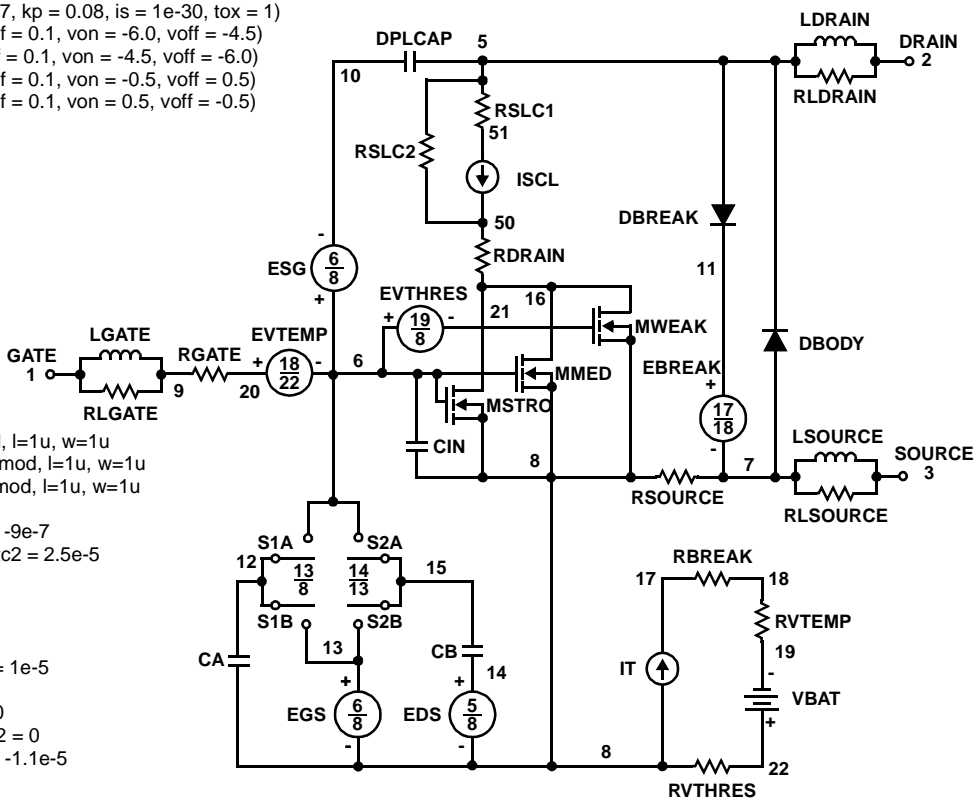 7, kp = 0.08, is = 1e-30, tox = 1)
f = 0.1, von = -6.0, voff = -4.5)
f = 0.1, von = -4.5, voff = -6.0)
f = 0.1, von = -0.5, voff = 0.5)
f = 0.1, von = 0.5, voff = -0.5)
DPLCAP
5
10
LDRAIN
DRAIN
2
RLDRAIN
RSLC1
51
RSLC2
ISCL
50
RDRAIN
DBREAK
11
-
ESG
6
8
+
EVTHRES
+
19
8
-
16
21
MWEAK
LGATE
GATE
1
RLGATE
9
RGATE
20
EVTEMP
+
18
22
-
6
MMED
MSTRO
DBODY
EBREAK
+
17
18
-
CIN
8
RSOURCE
7
LSOURCE
SOURCE
3
RLSOURCE
, l=1u, w=1u
mod, l=1u, w=1u
mod, l=1u, w=1u
-9e-7
c2 = 2.5e-5
= 1e-5
0
2 = 0
-1.1e-5
S1A
S2A
12
13
8
14
13
15
S1B
S2B
13
CA
CB
14
+
EGS
6
8
-
+
EDS
5
8
-
8
17
RBREAK
18
RVTEMP
19
-
VBAT
+
IT
22
RVTHRES